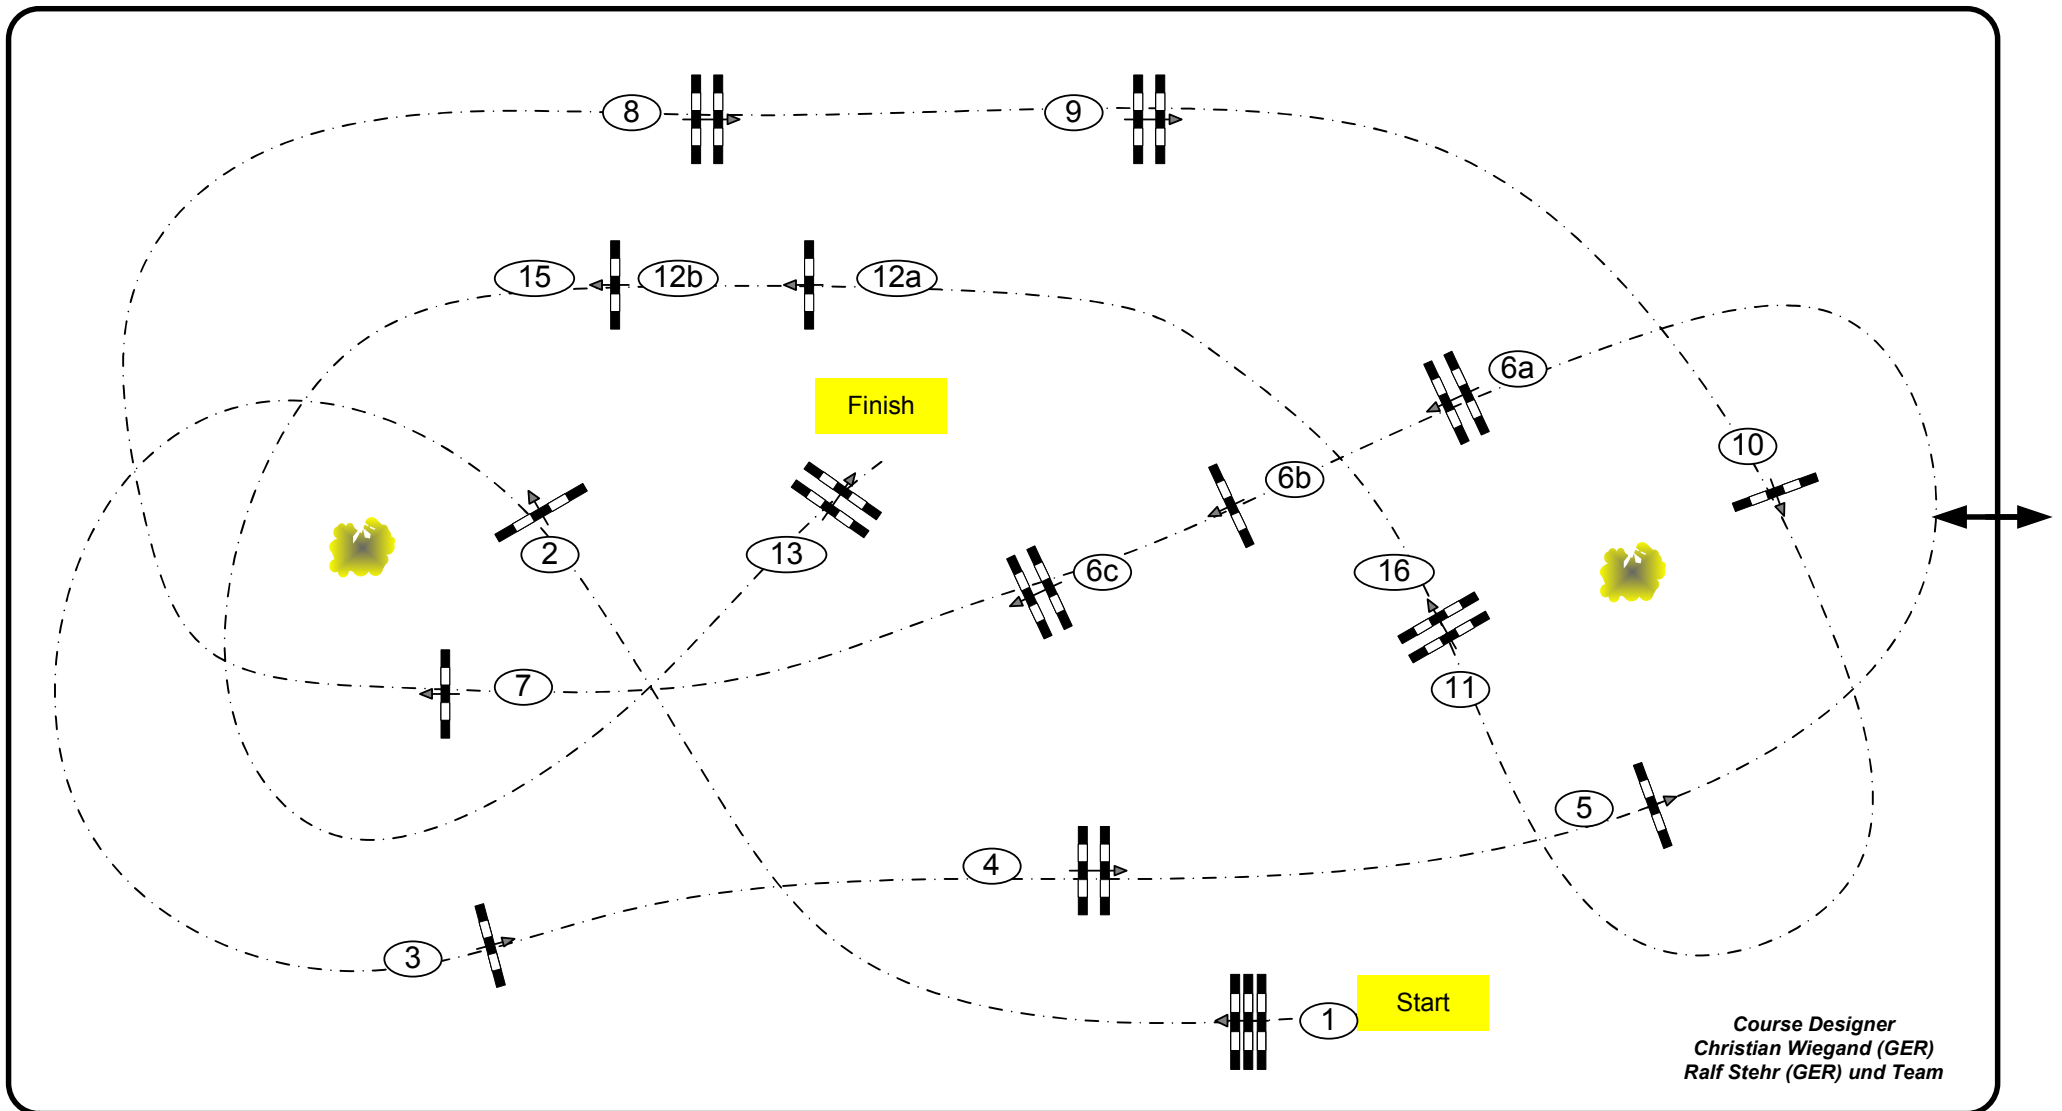 8
9
15
12b
12a
6a
Finish
10
6b
2
13
6c
16
7
11
5
4
3
Start
1
Course Designer
Christian Wiegand (GER)
Ralf Stehr (GER) und Team